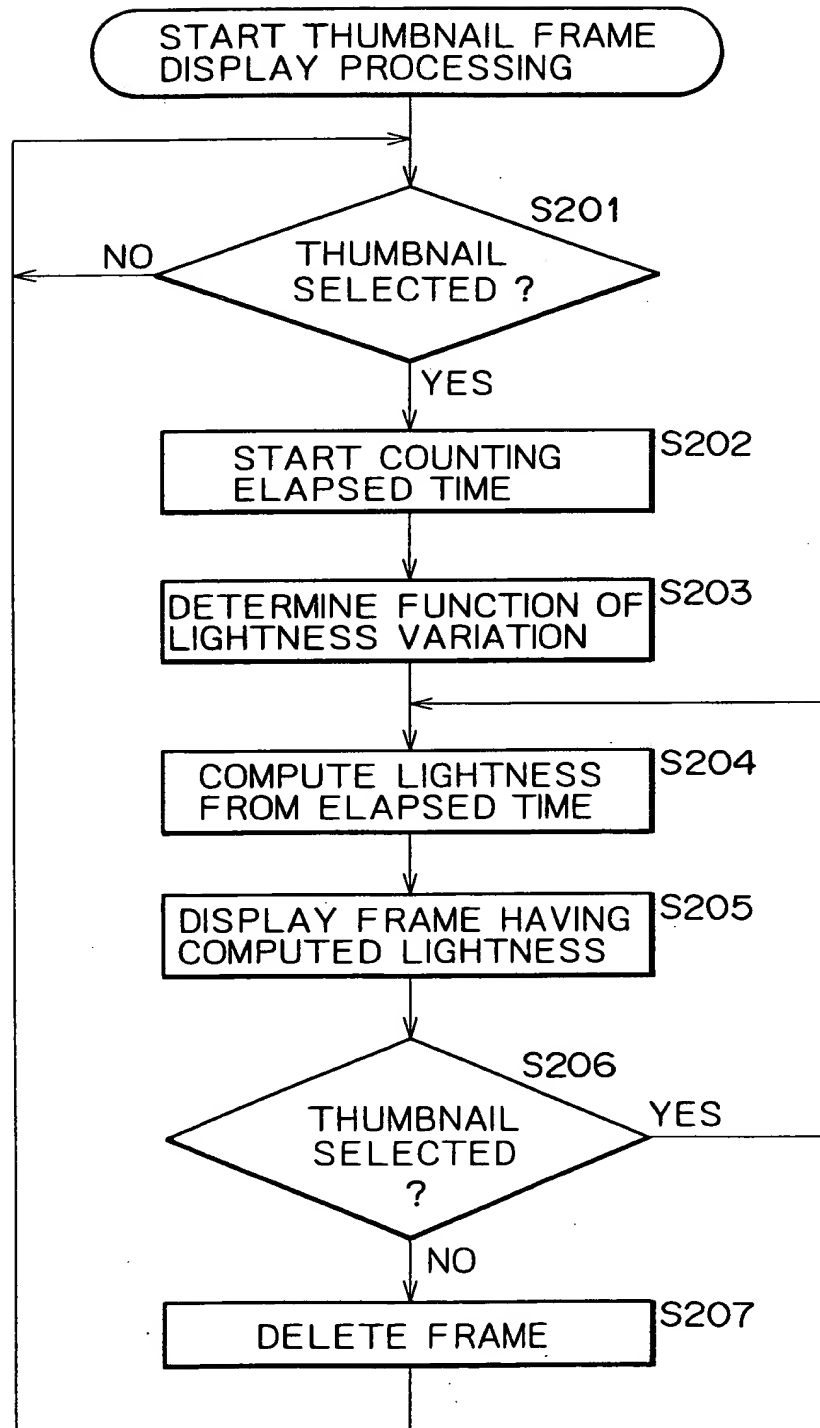 START THUMBNAIL FRAME
DISPLAY PROCESSING
S201
NO
THUMBNAIL
SELECTED ?
YES
S202
START COUNTING
ELAPSED TIME
S203
DETERMINE FUNCTION OF
LIGHTNESS VARIATION
S204
COMPUTE LIGHTNESS
FROM ELAPSED TIME
S205
DISPLAY FRAME HAVING
COMPUTED LIGHTNESS
S206
THUMBNAIL
SELECTED
?
YES
NO
S207
DELETE FRAME